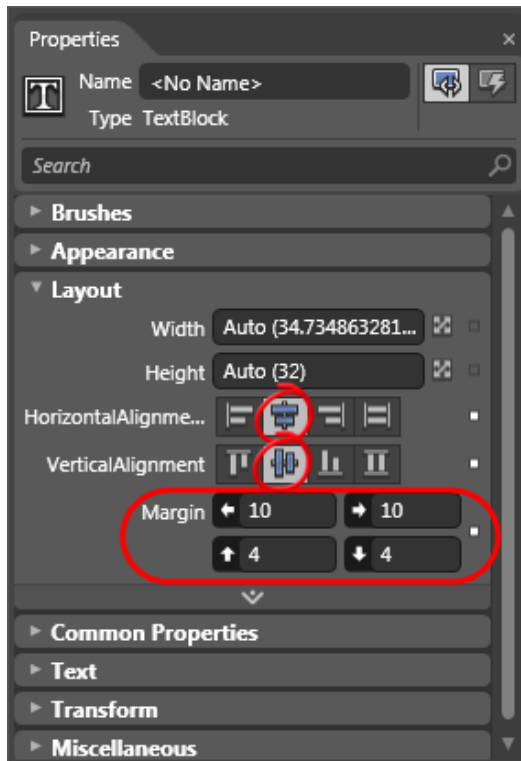 Properties
Name <No Name>
Type TextBlock
Search
Brushes
Appearance
Layout
Width Auto (34.734863281...
Height Auto (32)
HorizontalAlignme...
VerticalAlignment
Margin 10 10
4 4
Common Properties
Text
Transform
Miscellaneous